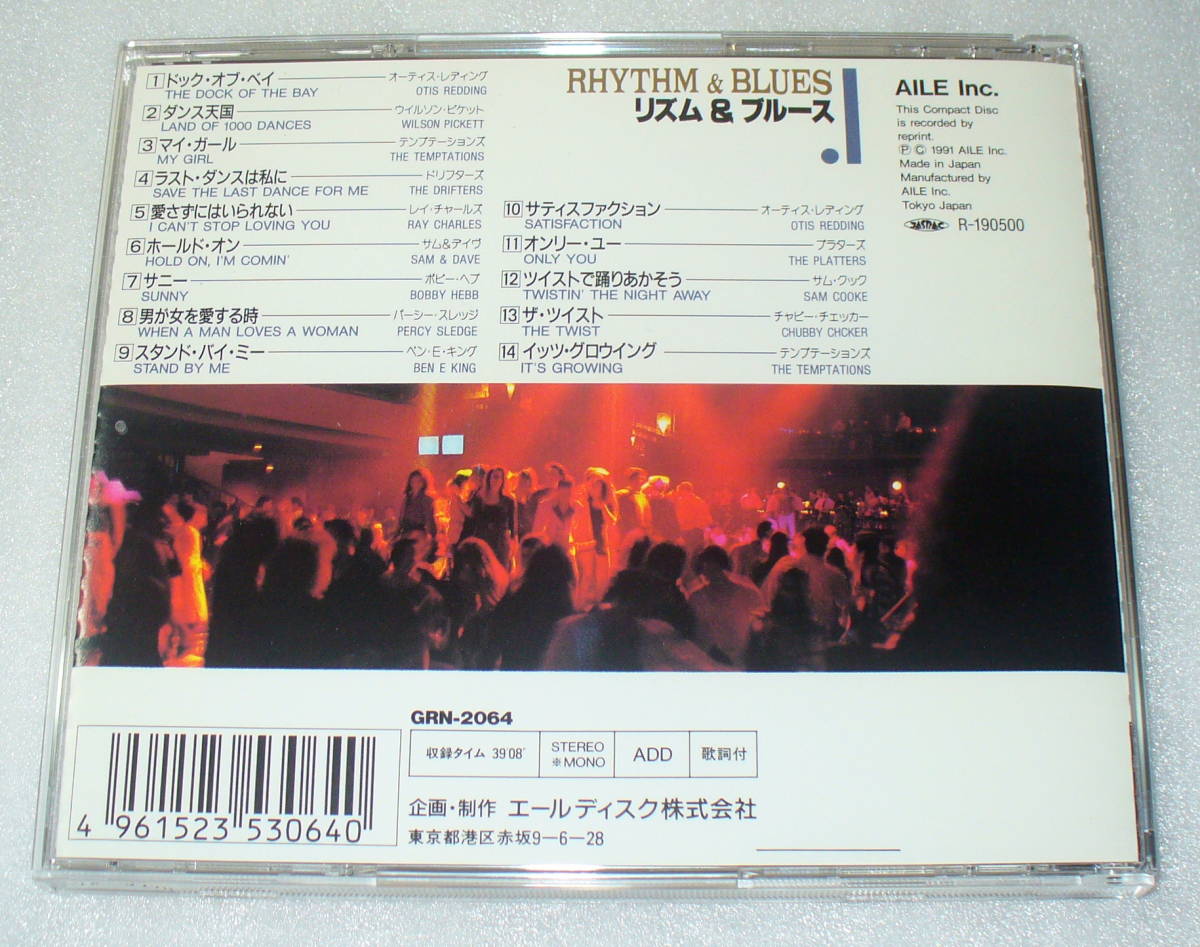 1 ドック・オブ・ベイ オーティス・レディング
THE DOCK OF THE BAY OTIS REDDING
2 ダンス天国 ウイルソン・ピケット
LAND OF 1000 DANCES WILSON PICKETT
3 マイ・ガール テンプテーションズ
MY GIRL THE TEMPTATIONS
4 ラスト・ダンスは私に ドリフターズ
SAVE THE LAST DANCE FOR ME THE DRIFTERS
5 愛さずにはいられない レイ・チャールズ
I CAN'T STOP LOVING YOU RAY CHARLES
6 ホールド・オン サム&デイヴ
HOLD ON, I'M COMIN' SAM & DAVE
7 サニー ボビー・ヘブ
SUNNY BOBBY HEBB
8 男が女を愛する時 パーシー・スレッジ
WHEN A MAN LOVES A WOMAN PERCY SLEDGE
9 スタンド・バイ・ミー ベン・E・キング
STAND BY ME BEN E KING
RHYTHM & BLUES
リズム & ブルース
10 サティスファクション オーティス・レディング
SATISFACTION OTIS REDDING
11 オンリー・ユー プラターズ
ONLY YOU THE PLATTERS
12 ツイストで踊りあかそう サム・クック
TWISTIN' THE NIGHT AWAY SAM COOKE
13 ザ・ツイスト チャビー・チェッカー
THE TWIST CHUBBY CHCKER
14 イッツ・グロウイング テンプテーションズ
IT'S GROWING THE TEMPTATIONS
AILE Inc.
This Compact Disc
is recorded by
reprint.
Ⓟ © 1991 AILE Inc.
Made in Japan
Manufactured by
AILE Inc.
Tokyo Japan
JASRAC R-190500
GRN-2064
収録タイム 39'08" STEREO ※MONO ADD 歌詞付
企画・制作 エールディスク株式会社
東京都港区赤坂9-6-28
4 961523 530640